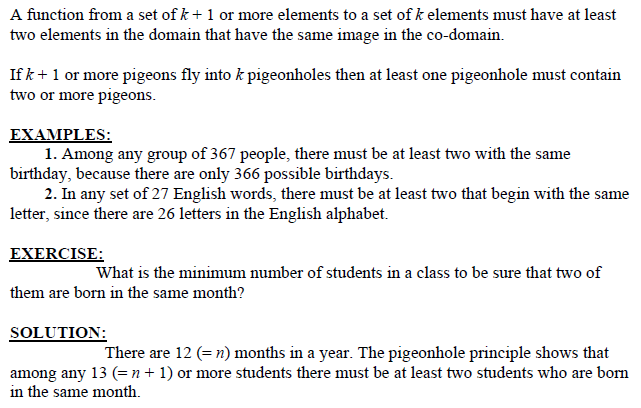 A function from a set of k + 1 or more elements to a set of k elements must have at least
two elements in the domain that have the same image in the co-domain.
If k + 1 or more pigeons fly into k pigeonholes then at least one pigeonhole must contain
two or more pigeons.
EXAMPLES:
1. Among any group of 367 people, there must be at least two with the same
birthday, because there are only 366 possible birthdays.
2. In any set of 27 English words, there must be at least two that begin with the same
letter, since there are 26 letters in the English alphabet.
EXERCISE:
What is the minimum number of students in a class to be sure that two of
them are born in the same month?
SOLUTION:
There are 12 (= n) months in a year. The pigeonhole principle shows that
among any 13 (= n + 1) or more students there must be at least two students who are born
in the same month.